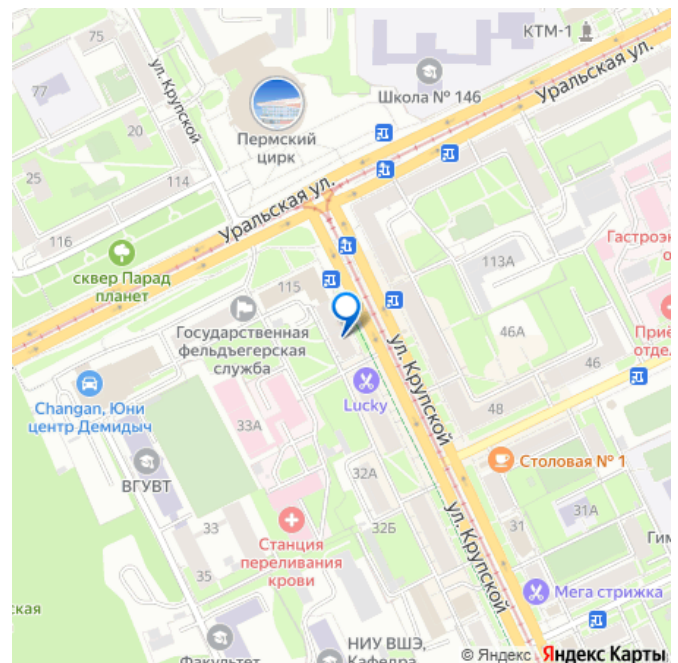 75
КТМ-1
Уральская ул.
77
ул. Крупской
Школа № 146
20
Пермский
цирк
25
114
Уральская ул.
116
сквер Парад
планет
115
113А
Гастроэн
о
Государственная
фельдъегерская
служба
ул. Крупской
46А
Приё
отде
46
Changan, Юни
центр Демидыч
Lucky
48
33А
ВГУВТ
32А
Столовая № 1
31А
31
33
32Б
Станция
переливания
крови
35
ул. Крупской
Гим
Мега стрижка
ская
НИУ ВШЭ,
Кафедра
Факультет
© Яндекс Яндекс Карты